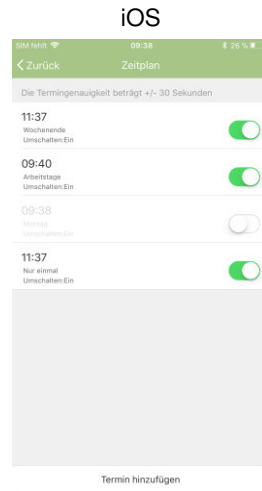 iOS
SIM fehlt 09:38 26 %
Zurück Zeitplan
Die Termingenauigkeit beträgt +/- 30 Sekunden
11:37
Wochenende
Umschalten:Ein
09:40
Arbeitstage
Umschalten:Ein
09:38
Montag
Umschalten:Ein
11:37
Nur einmal
Umschalten:Ein
Termin hinzufügen